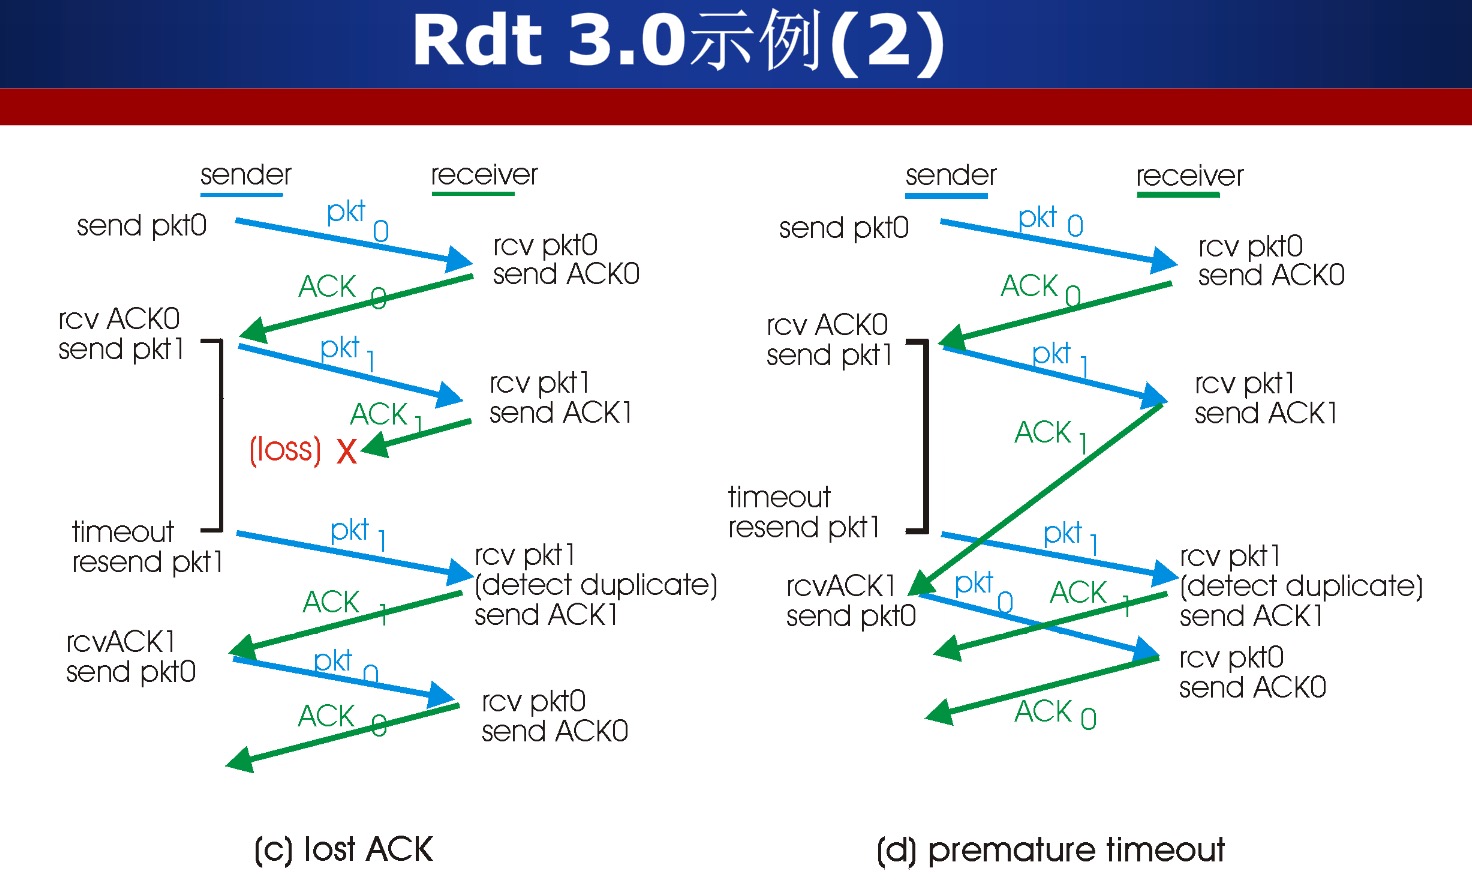 Rdt 3.0示例(2)
sender
receiver
send pkt0
pkt 0
rcv pkt0
send ACK0
ACK 0
rcv ACK0
send pkt1
pkt 1
rcv pkt1
send ACK1
ACK 1
(loss) X
timeout
resend pkt1
pkt 1
rcv pkt1
(detect duplicate)
send ACK1
ACK 1
rcvACK1
send pkt0
pkt 0
rcv pkt0
send ACK0
ACK 0
(c) lost ACK
sender
receiver
send pkt0
pkt 0
rcv pkt0
send ACK0
ACK 0
rcv ACK0
send pkt1
pkt 1
rcv pkt1
send ACK1
ACK 1
timeout
resend pkt1
pkt 1
rcv pkt1
(detect duplicate)
send ACK1
rcvACK1
send pkt0
pkt 0
ACK 1
rcv pkt0
send ACK0
ACK 0
(d) premature timeout